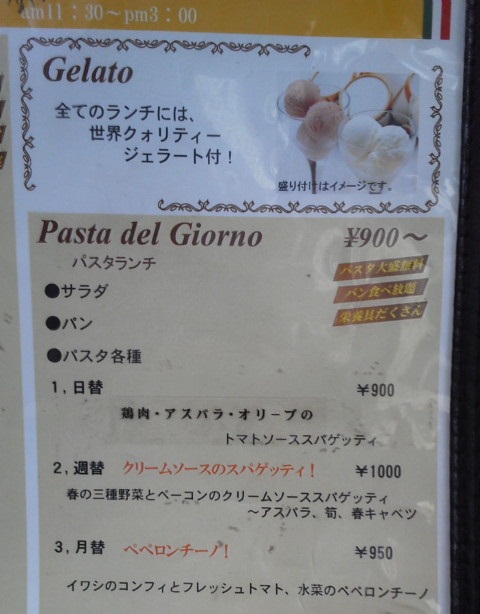 am11：30～pm3：00
Gelato
全てのランチには、
世界クォリティー
ジェラート付！
盛り付けはイメージです。
Pasta del Giorno ¥900～
パスタランチ
パスタ大盛無料
●サラダ
パン食べ放題
栄養具だくさん
●パン
●パスタ各種
1，日替 ¥900
鶏肉・アスパラ・オリーブの
トマトソーススパゲッティ
2，週替 クリームソースのスパゲッティ！ ¥1000
春の三種野菜とベーコンのクリームソーススパゲッティ
～アスパラ、筍、春キャベツ
3，月替 ペペロンチーノ！ ¥950
イワシのコンフィとフレッシュトマト、水菜のペペロンチーノ